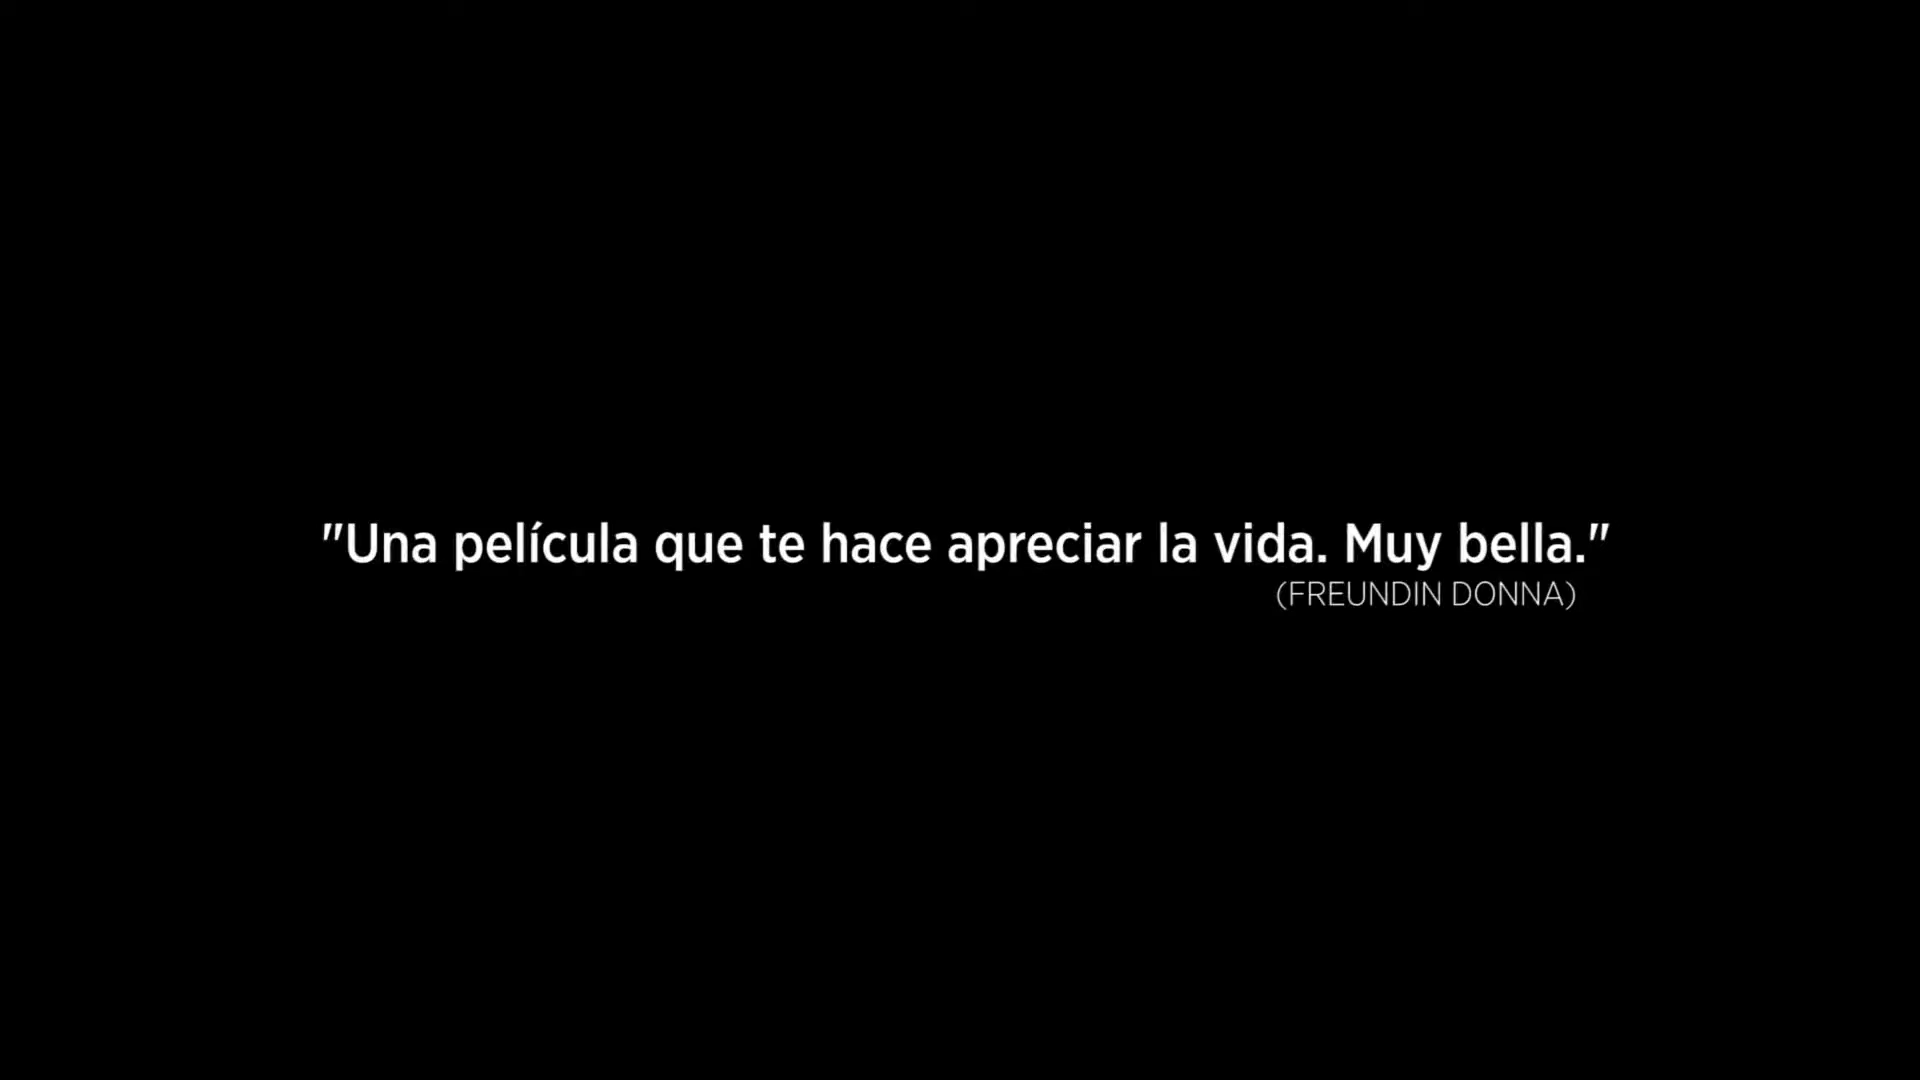 "Una película que te hace apreciar la vida. Muy bella."
(FREUNDIN DONNA)